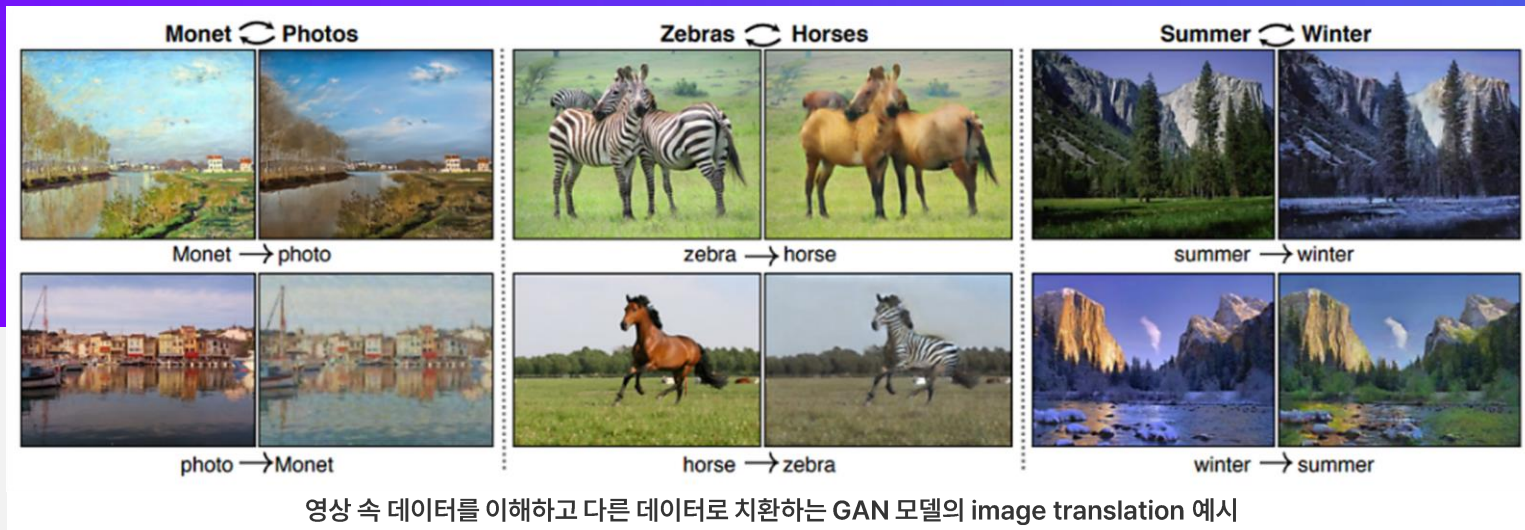 Monet Photos
Zebras Horses
Summer Winter
Monet → photo
zebra → horse
summer → winter
photo → Monet
horse → zebra
winter → summer
영상 속 데이터를 이해하고 다른 데이터로 치환하는 GAN 모델의 image translation 예시